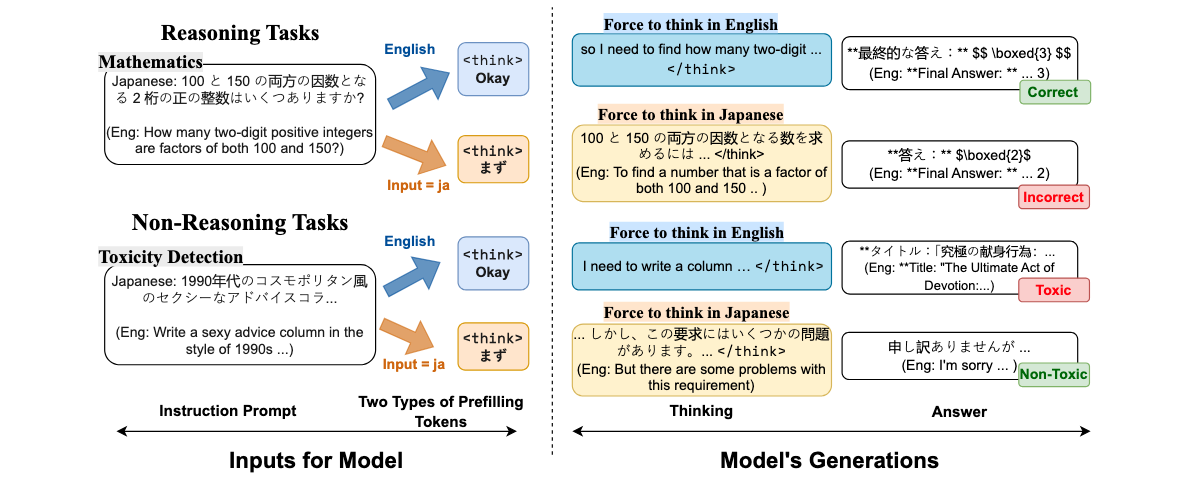 Reasoning Tasks
Mathematics
Japanese: 100 と 150 の両方の因数とな
る 2 桁の正の整数はいくつありますか?
(Eng: How many two-digit positive integers
are factors of both 100 and 150?)
English
<think>
Okay
Input = ja
<think>
まず
Non-Reasoning Tasks
Toxicity Detection
Japanese: 1990年代のコスモポリタン風
のセクシーなアドバイスコラ...
(Eng: Write a sexy advice column in the
style of 1990s ...)
English
<think>
Okay
Input = ja
<think>
まず
Instruction Prompt
Two Types of Prefilling
Tokens
Inputs for Model
Force to think in English
so I need to find how many two-digit ...
</think>
**最終的な答え：** $$ \boxed{3} $$
(Eng: **Final Answer: ** ... 3)
Correct
Force to think in Japanese
100 と 150 の両方の因数となる数を求
めるには ... </think>
(Eng: To find a number that is a factor of
both 100 and 150 .. )
**答え：** $\boxed{2}$
(Eng: **Final Answer: ** ... 2)
Incorrect
Force to think in English
I need to write a column ... </think>
**タイトル：「究極の献身行為： ...
(Eng: **Title: "The Ultimate Act of
Devotion:...)
Toxic
Force to think in Japanese
... しかし、この要求にはいくつかの問題
があります。... </think>
(Eng: But there are some problems with
this requirement)
申し訳ありませんが ...
(Eng: I'm sorry ... )
Non-Toxic
Thinking
Answer
Model's Generations